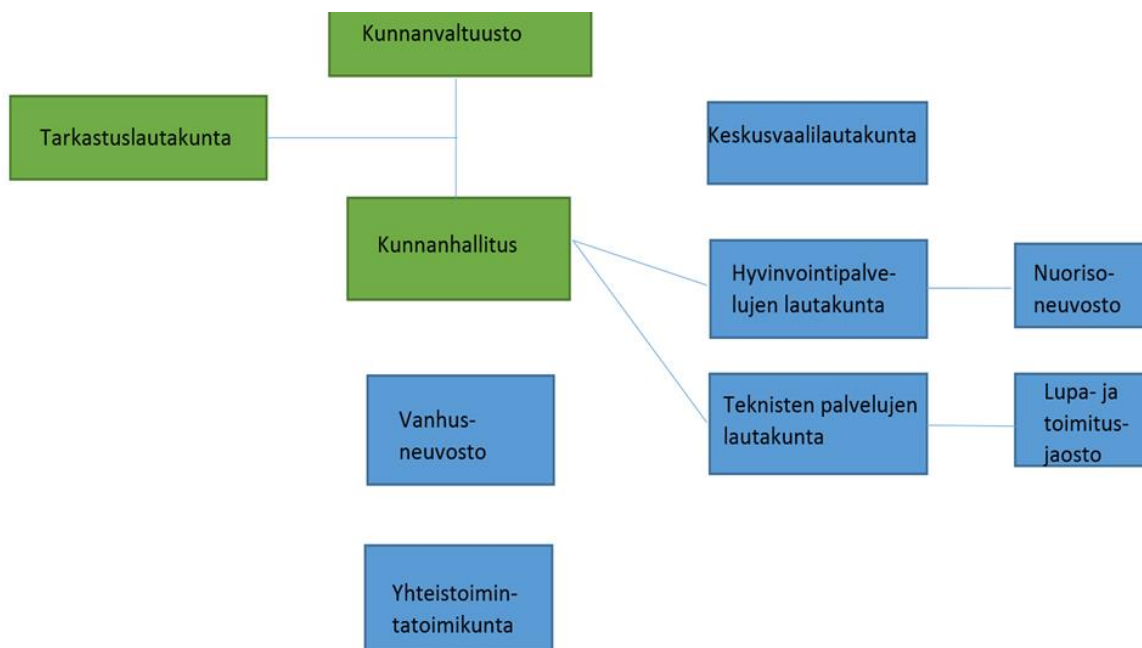 Kunnanvaltuusto
Tarkastuslautakunta
Keskusvaalilautakunta
Kunnanhallitus
Hyvinvointipalve-
lujen lautakunta
Nuoriso-
neuvosto
Vanhus-
neuvosto
Teknisten palvelujen
lautakunta
Lupa- ja
toimitus-
jaosto
Yhteistoimin-
tatoimikunta